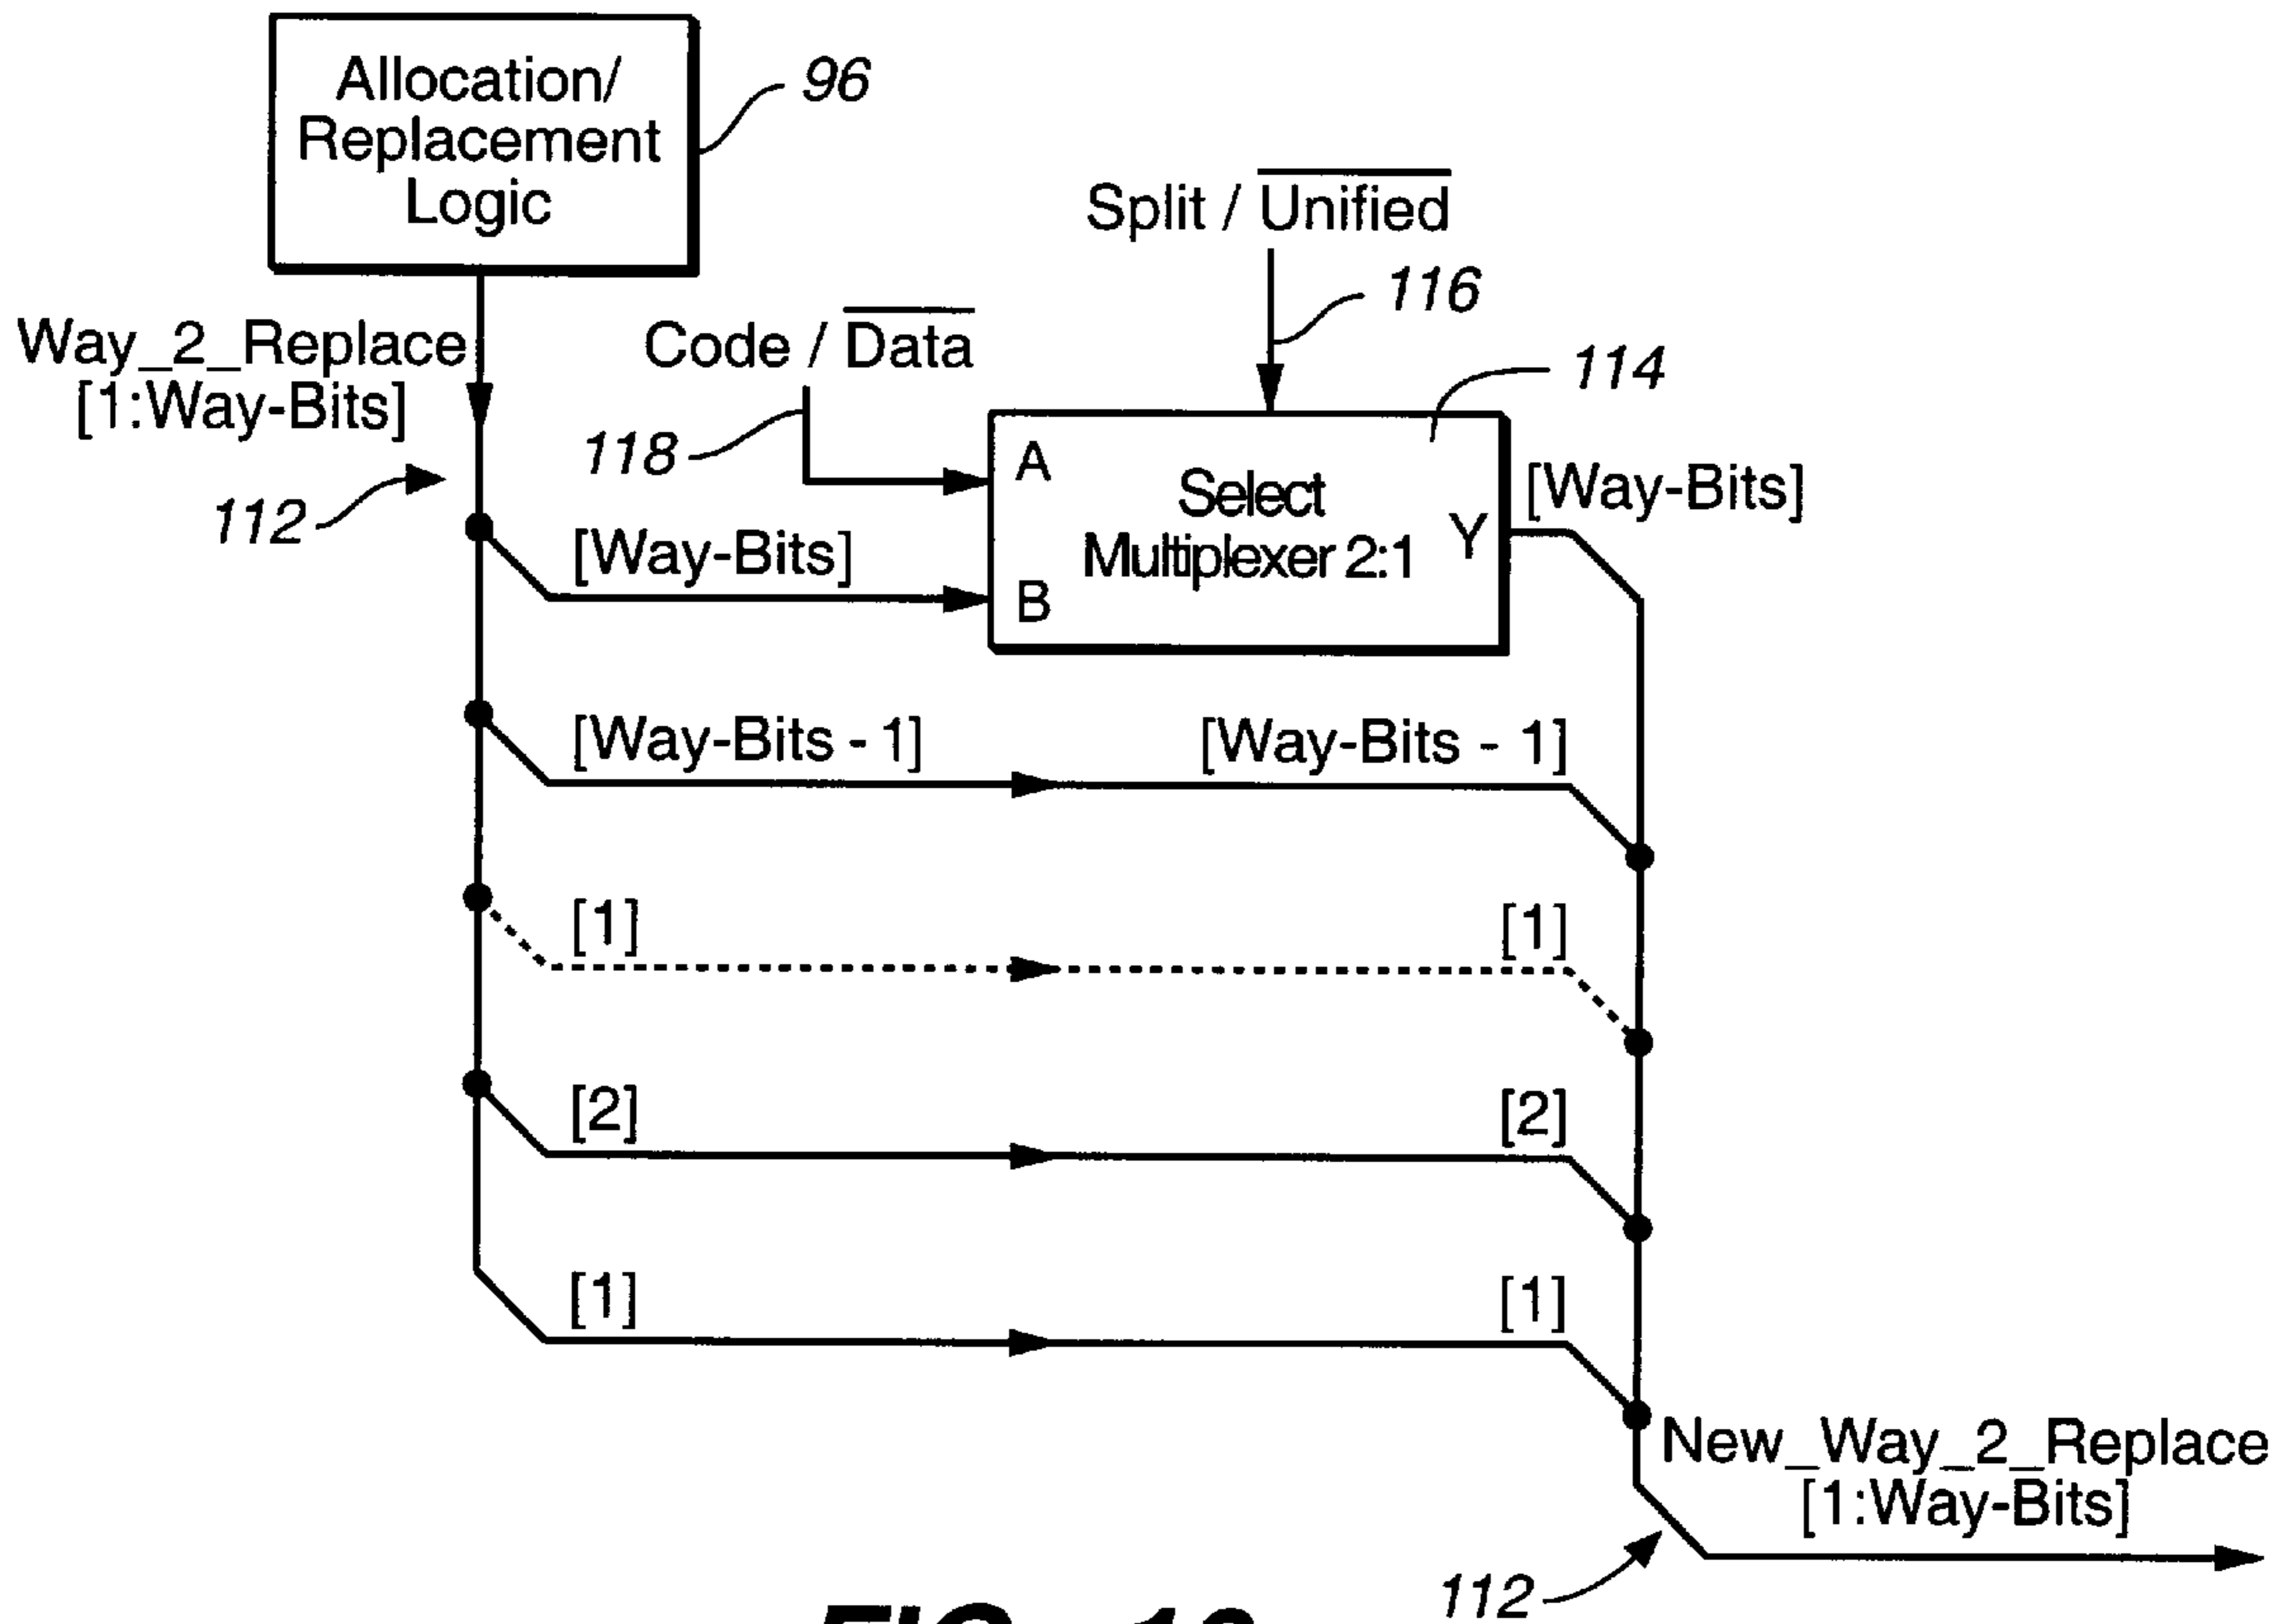 Allocation/
Replacement
Logic
96
Split / Unified
116
Way_2_Replace
[1:Way-Bits]
Code / Data
118
114
112
A
Select
Multiplexer 2:1
B
Y
[Way-Bits]
[Way-Bits]
[Way-Bits - 1]
[Way-Bits - 1]
[1]
[1]
[2]
[2]
[1]
[1]
New_Way_2_Replace
[1:Way-Bits]
112